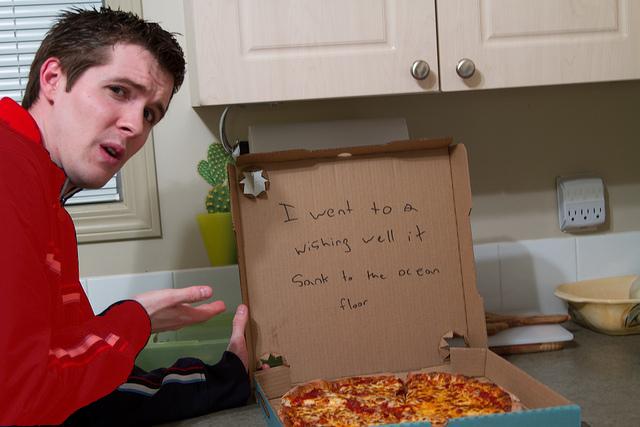 I went to a
wishing well it
Sank to the ocean
floor